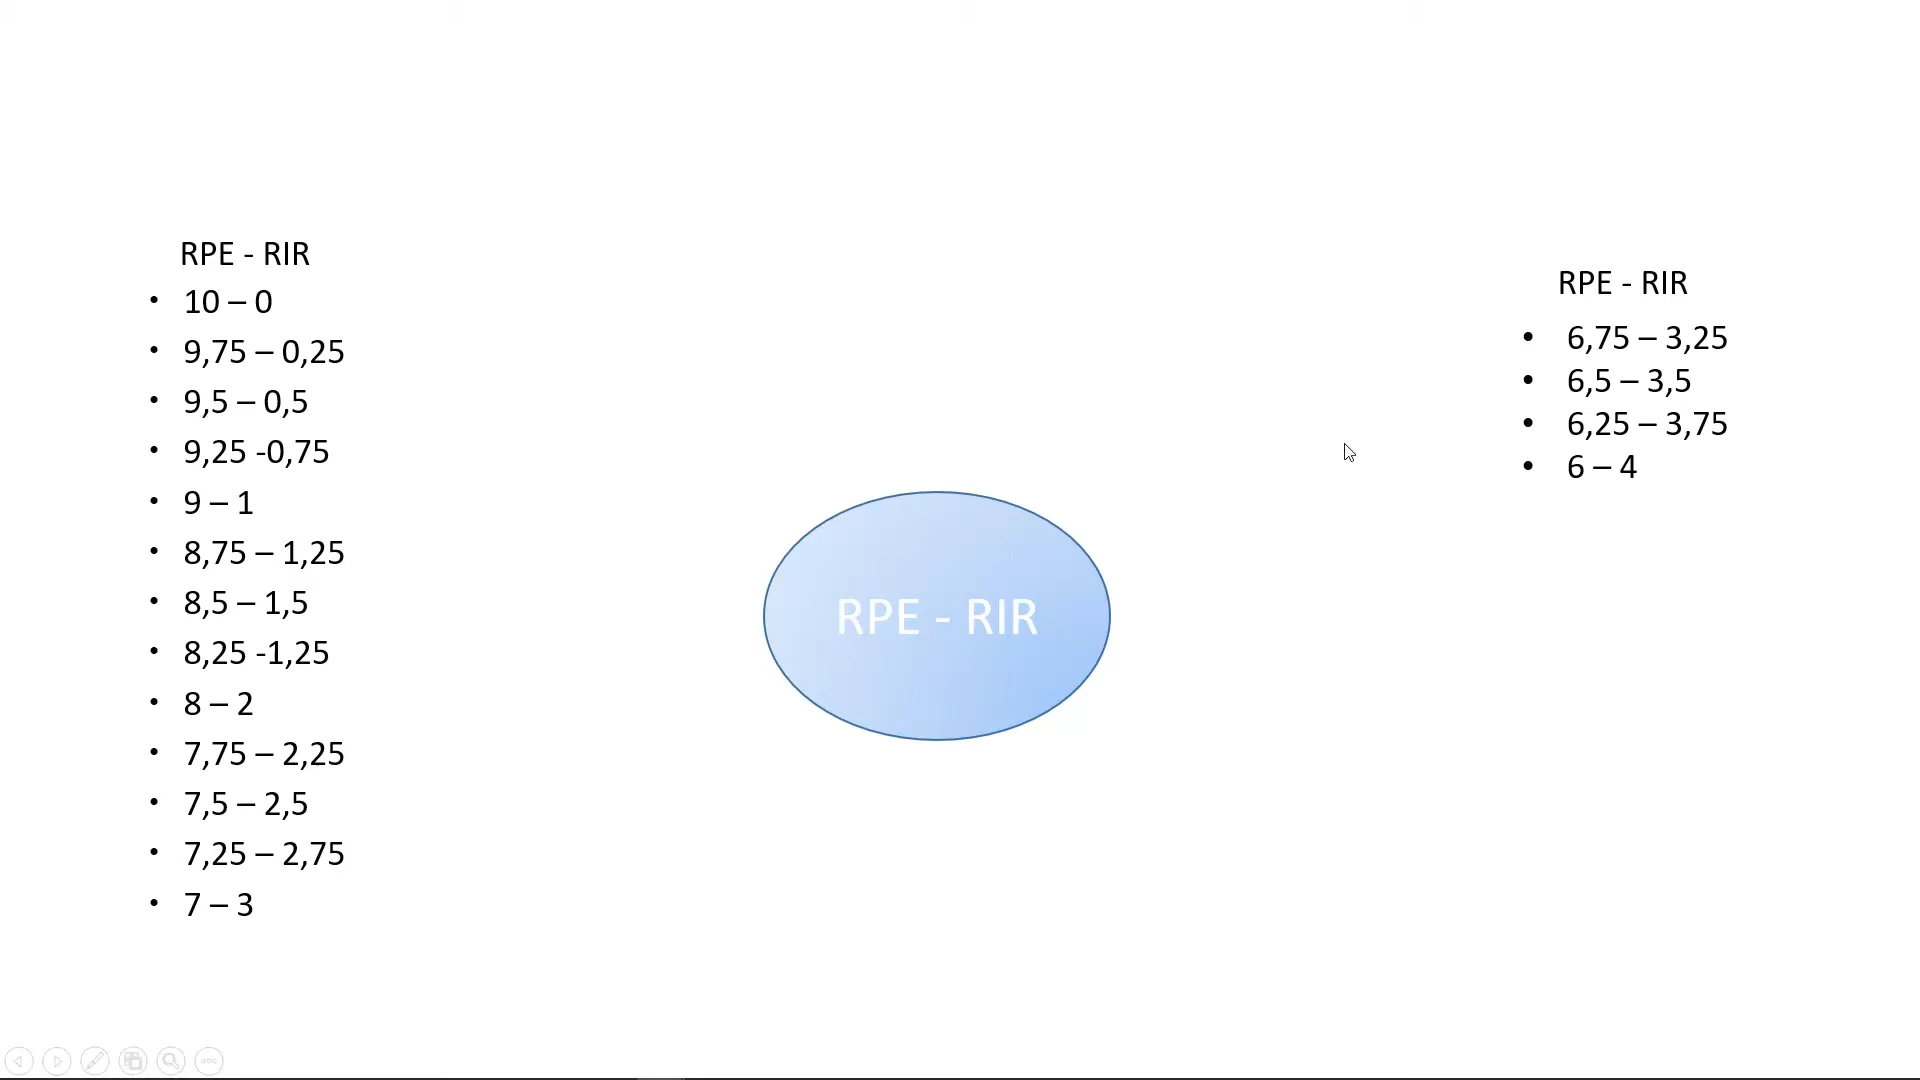 RPE - RIR
• 10 – 0
• 9,75 – 0,25
• 9,5 – 0,5
• 9,25 -0,75
• 9 – 1
• 8,75 – 1,25
• 8,5 – 1,5
• 8,25 -1,25
• 8 – 2
• 7,75 – 2,25
• 7,5 – 2,5
• 7,25 – 2,75
• 7 – 3
RPE - RIR
RPE - RIR
• 6,75 – 3,25
• 6,5 – 3,5
• 6,25 – 3,75
• 6 – 4